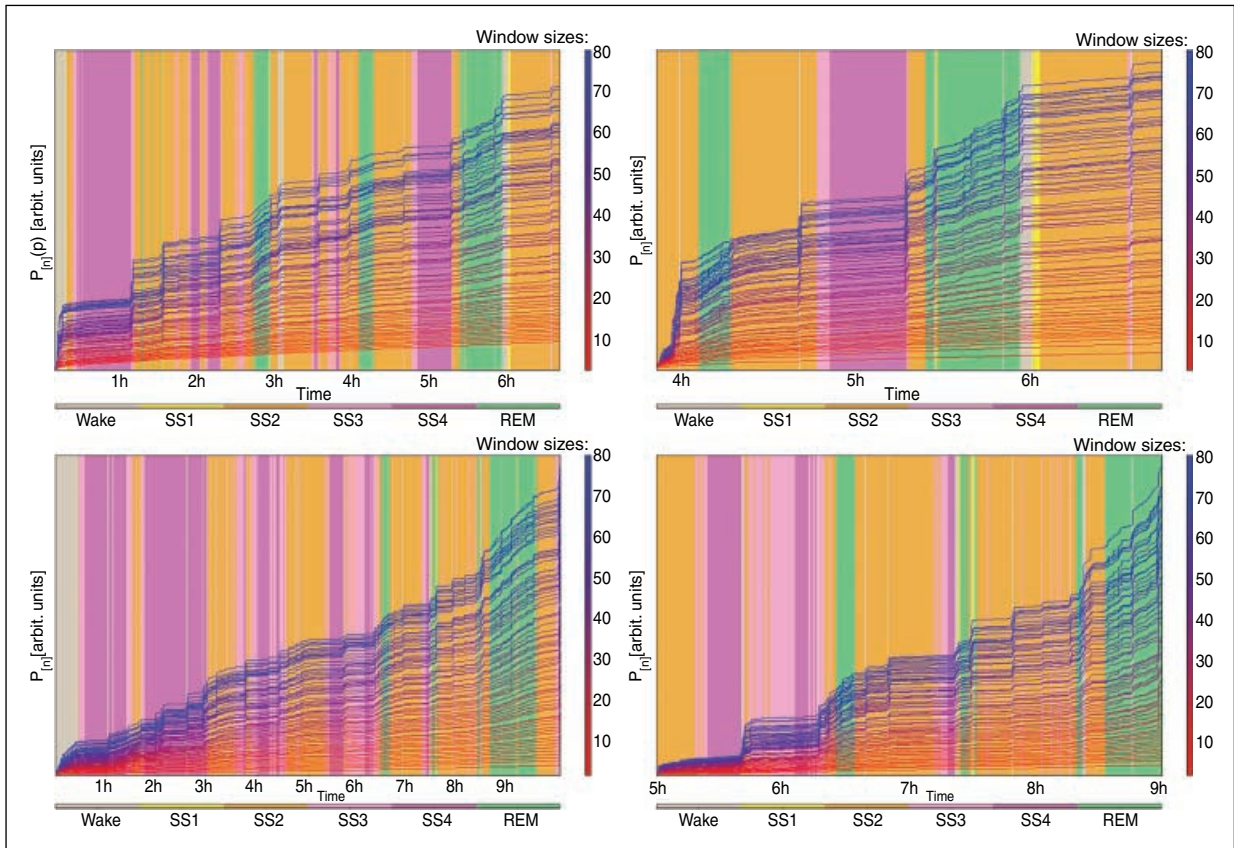 Window sizes:
80
70
60
50
40
30
20
10
P[n](p) [arbit. units]
1h 2h 3h 4h 5h 6h
Time
Wake SS1 SS2 SS3 SS4 REM
Window sizes:
80
70
60
50
40
30
20
10
P[n][arbit. units]
4h 5h 6h
Time
Wake SS1 SS2 SS3 SS4 REM
Window sizes:
80
70
60
50
40
30
20
10
P[n][arbit. units]
1h 2h 3h 4h 5h 6h 7h 8h 9h
Time
Wake SS1 SS2 SS3 SS4 REM
Window sizes:
80
70
60
50
40
30
20
10
P[n][arbit. units]
5h 6h 7h 8h 9h
Time
Wake SS1 SS2 SS3 SS4 REM